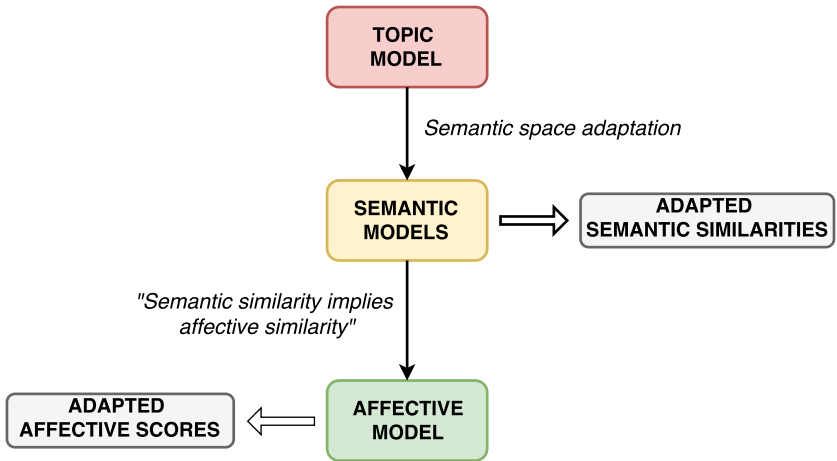 TOPIC
MODEL
Semantic space adaptation
SEMANTIC
MODELS
ADAPTED
SEMANTIC SIMILARITIES
"Semantic similarity implies
affective similarity"
ADAPTED
AFFECTIVE SCORES
AFFECTIVE
MODEL